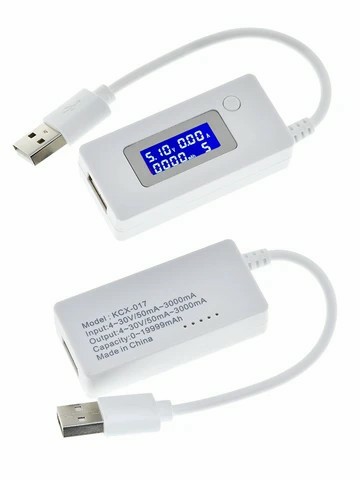 5.10V 0.00A
0000mAh 5
Model : KCX-017
Input:4~30V/50mA~3000mA
Output:4~30V/50mA~3000mA
Capacity:0~19999mAh
Made in China